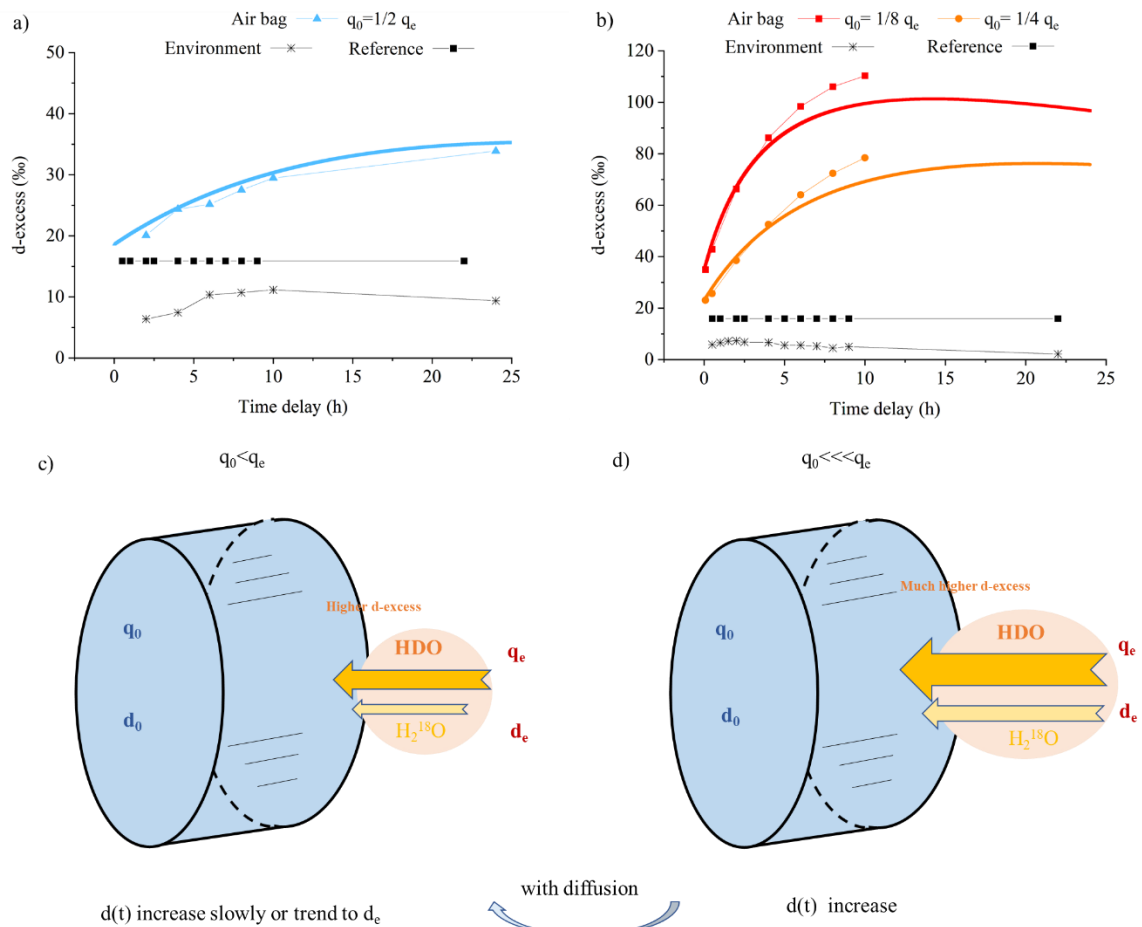 a)
Air bag q₀=1/2 qₑ
Environment Reference
50
40
30
20
10
0
d-excess (‰)
0 5 10 15 20 25
Time delay (h)
b)
Air bag q₀= 1/8 qₑ q₀= 1/4 qₑ
Environment Reference
120
100
80
60
40
20
0
d-excess (‰)
0 5 10 15 20 25
Time delay (h)
c)
q₀<qₑ
Higher d-excess
q₀
HDO
qₑ
d₀
H₂¹⁸O
dₑ
d(t) increase slowly or trend to dₑ
d)
q₀<<<qₑ
Much higher d-excess
q₀
HDO
qₑ
d₀
H₂¹⁸O
dₑ
with diffusion
d(t) increase